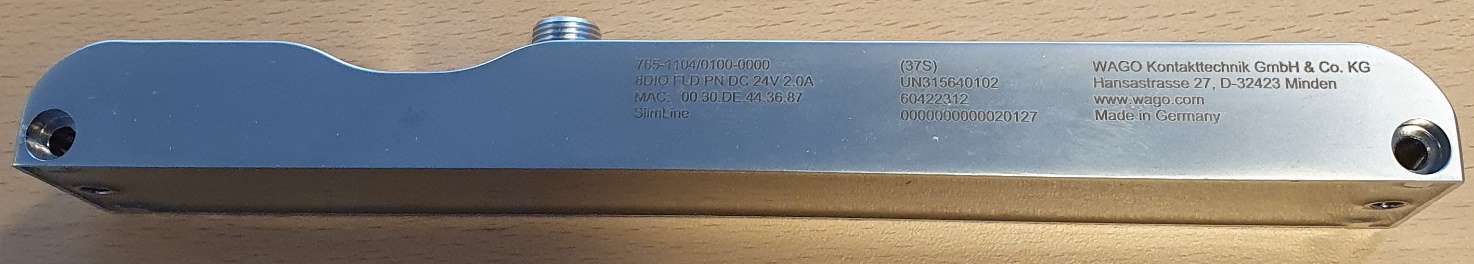 765-1104/0100-0000
8DIO FLD PN DC 24V 2.0A
MAC: 00.30.DE.44.36.87
SlimLine
(37S)
UN315640102
60422312
0000000000020127
WAGO Kontakttechnik GmbH & Co. KG
Hansastrasse 27, D-32423 Minden
www.wago.com
Made in Germany